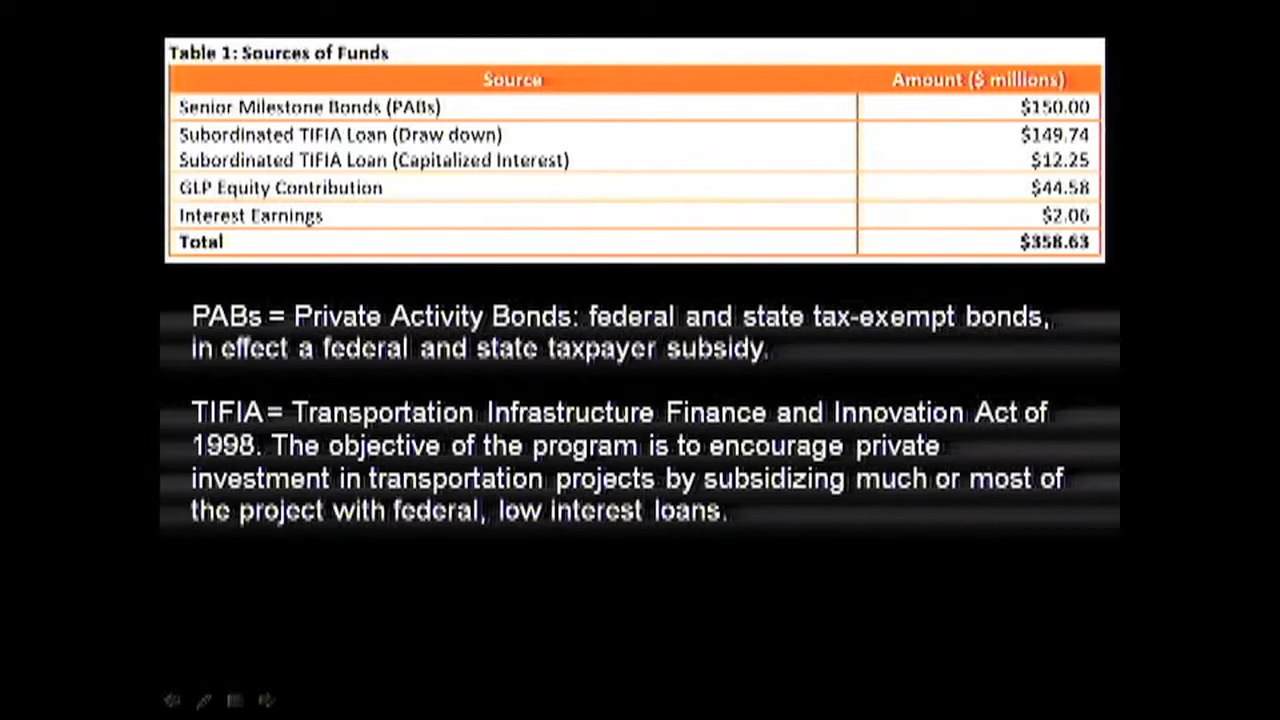 Table 1: Sources of Funds
Source Amount ($ millions)
Senior Milestone Bonds (PABs) $150.00
Subordinated TIFIA Loan (Draw down) $149.74
Subordinated TIFIA Loan (Capitalized Interest) $12.25
GLP Equity Contribution $44.58
Interest Earnings $2.06
Total $358.63
PABs = Private Activity Bonds: federal and state tax-exempt bonds,
in effect a federal and state taxpayer subsidy.
TIFIA = Transportation Infrastructure Finance and Innovation Act of
1998. The objective of the program is to encourage private
investment in transportation projects by subsidizing much or most of
the project with federal, low interest loans.